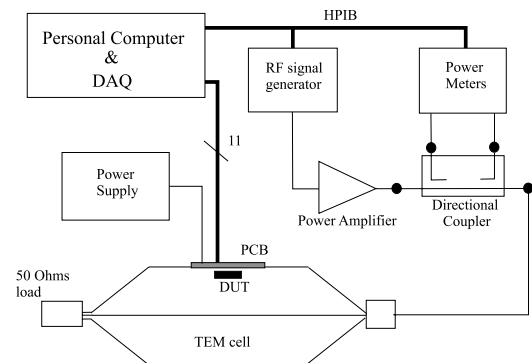 HPIB
Personal Computer
&
DAQ
RF signal
generator
Power
Meters
11
Power
Supply
Power Amplifier
Directional
Coupler
PCB
50 Ohms
load
DUT
TEM cell